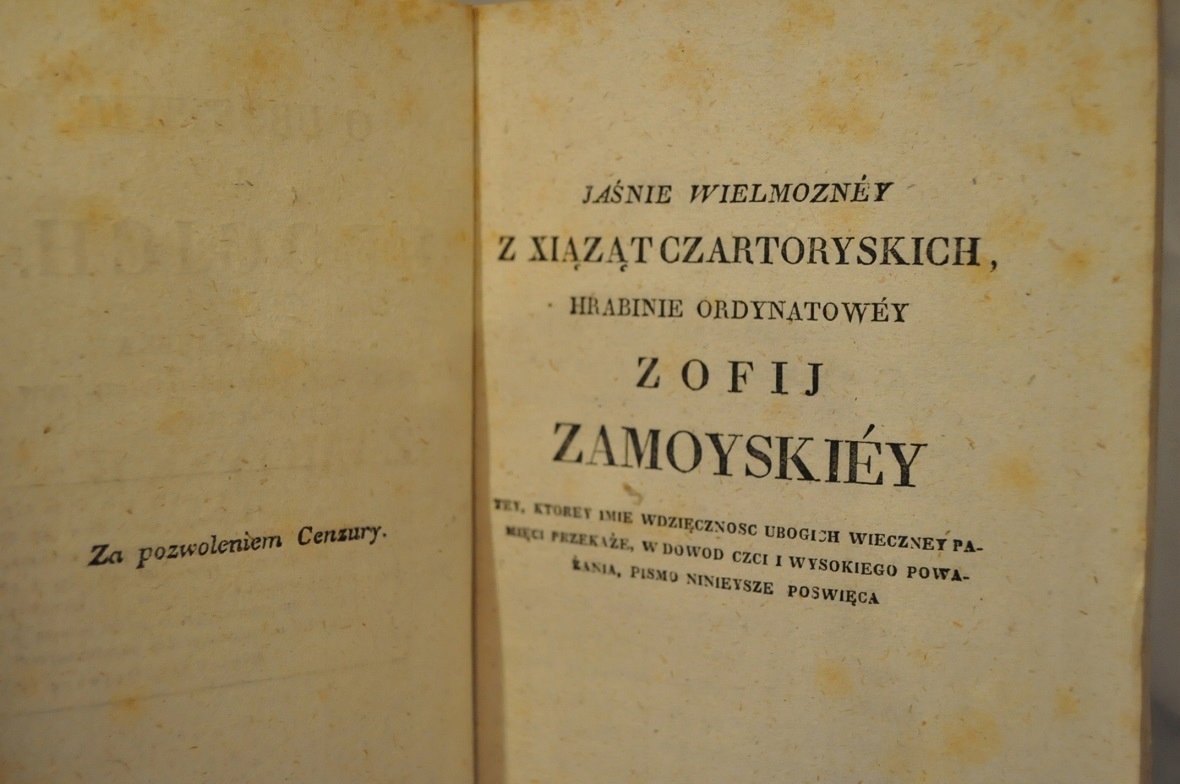 Za pozwoleniem Cenzury.
JAŚNIE WIELMOZNÉY
Z XIĄZĄT CZARTORYSKICH,
HRABINIE ORDYNATOWÉY
ZOFIJ
ZAMOYSKIÉY
TEY, KTOREY IMIE WDZIĘCZNOSC UBOGICH WIECZNEY PA-
MIĘCI PRZEKAŻE, W DOWOD CZCI I WYSOKIEGO POWA-
ŻANIA, PISMO NINIEYSZE POSWIĘCA